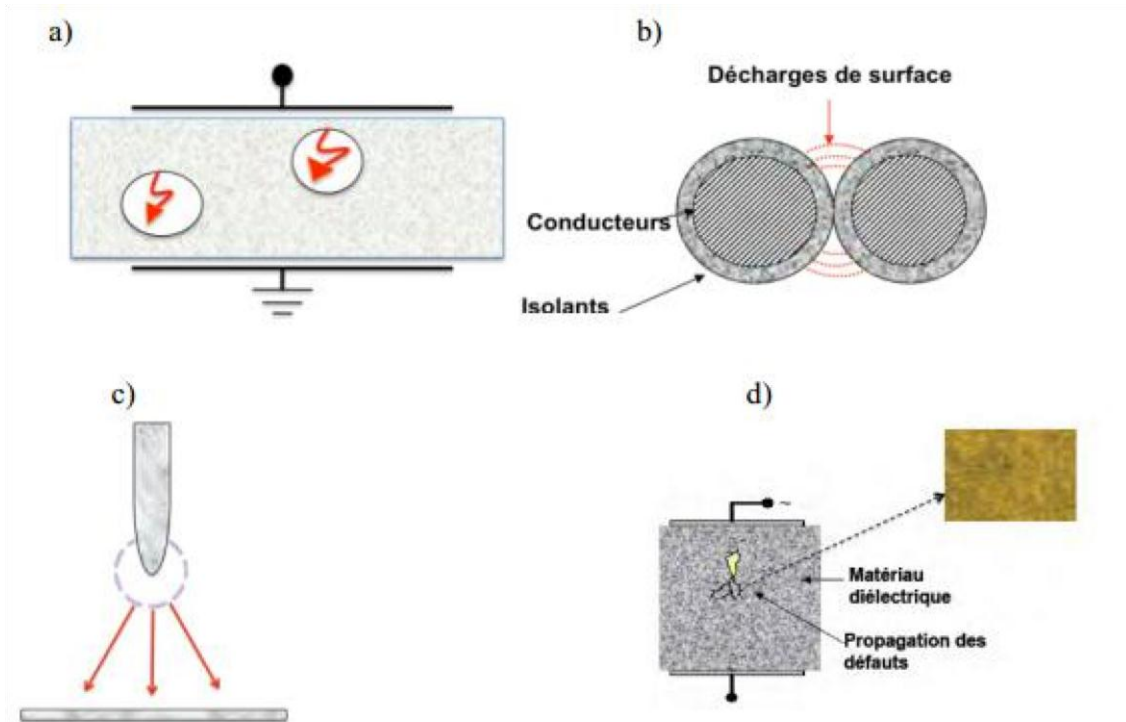 a)
b)
Décharges de surface
Conducteurs
Isolants
c)
d)
~
Matériau
diélectrique
Propagation des
défauts